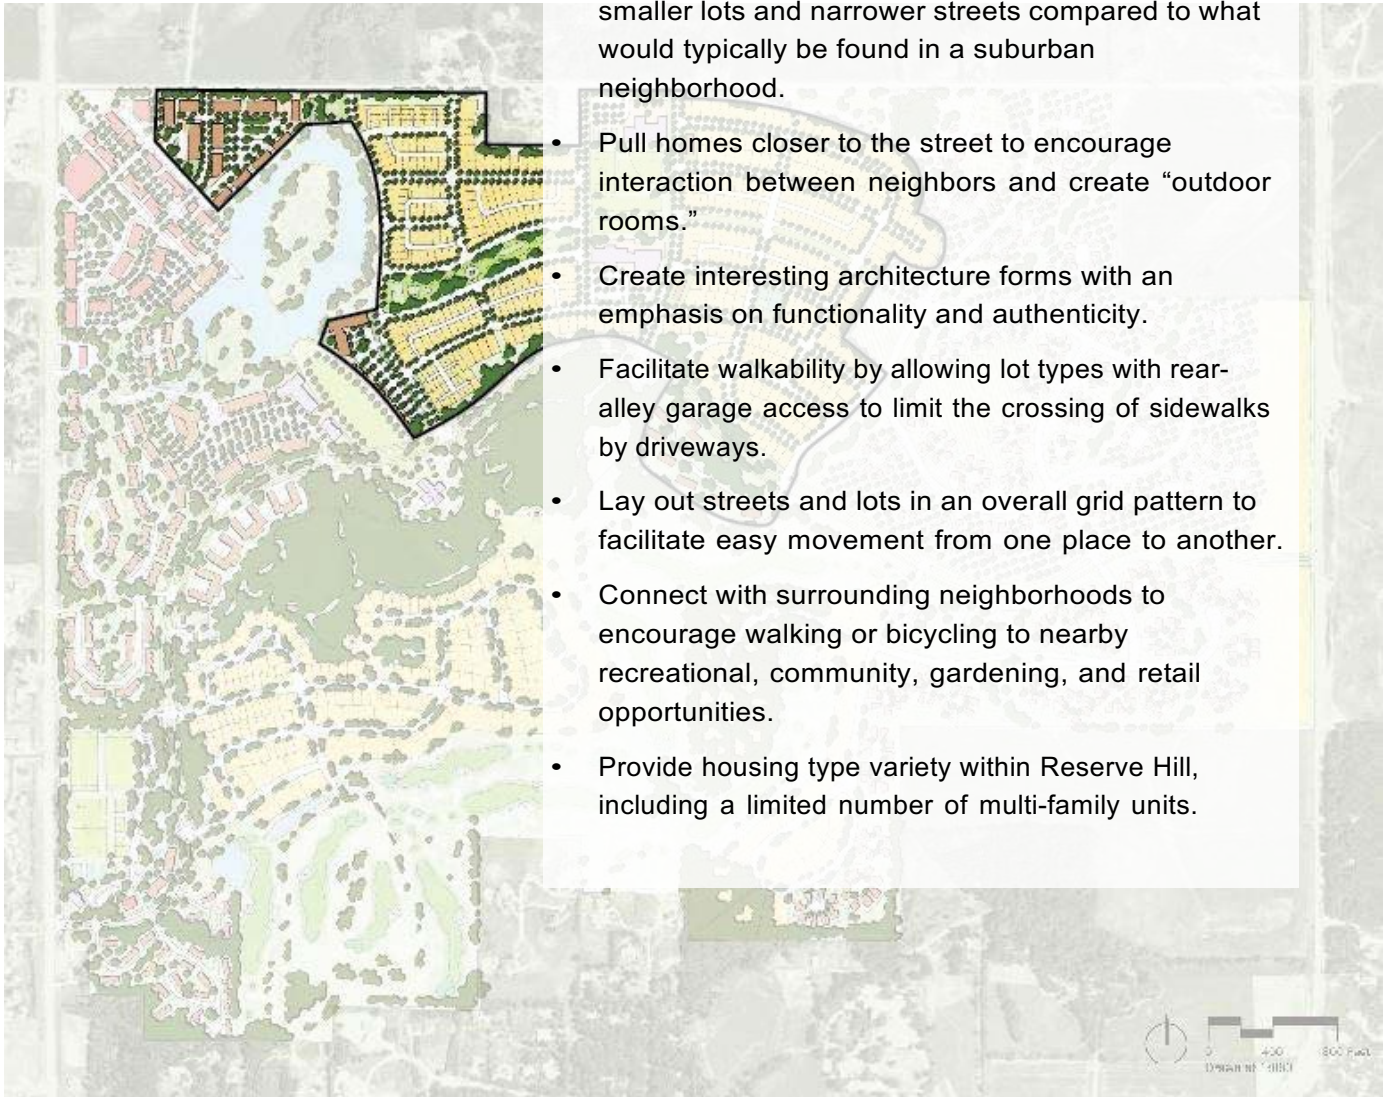 smaller lots and narrower streets compared to what
would typically be found in a suburban
neighborhood.
• Pull homes closer to the street to encourage
interaction between neighbors and create “outdoor
rooms.”
• Create interesting architecture forms with an
emphasis on functionality and authenticity.
• Facilitate walkability by allowing lot types with rear-
alley garage access to limit the crossing of sidewalks
by driveways.
• Lay out streets and lots in an overall grid pattern to
facilitate easy movement from one place to another.
• Connect with surrounding neighborhoods to
encourage walking or bicycling to nearby
recreational, community, gardening, and retail
opportunities.
• Provide housing type variety within Reserve Hill,
including a limited number of multi-family units.
0 400 800 Feet